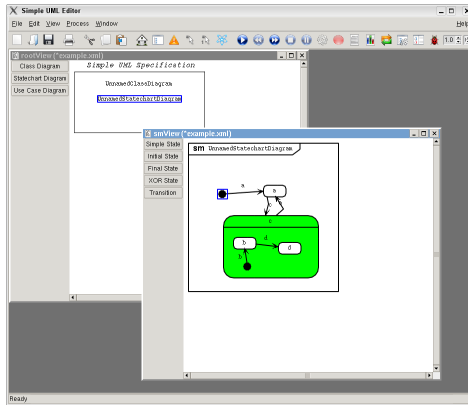 Simple UML Editor
File Edit View Process Window Help
1.0
rootView (*example.xml)
Class Diagram
Statechart Diagram
Use Case Diagram
Simple UML Specification
UnnamedClassDiagram
UnnamedStatechartDiagram
smView (*example.xml)
Simple State
Initial State
Final State
XOR State
Transition
sm UnnamedStatechartDiagram
a
a
c
c
b
d
d
b
Ready